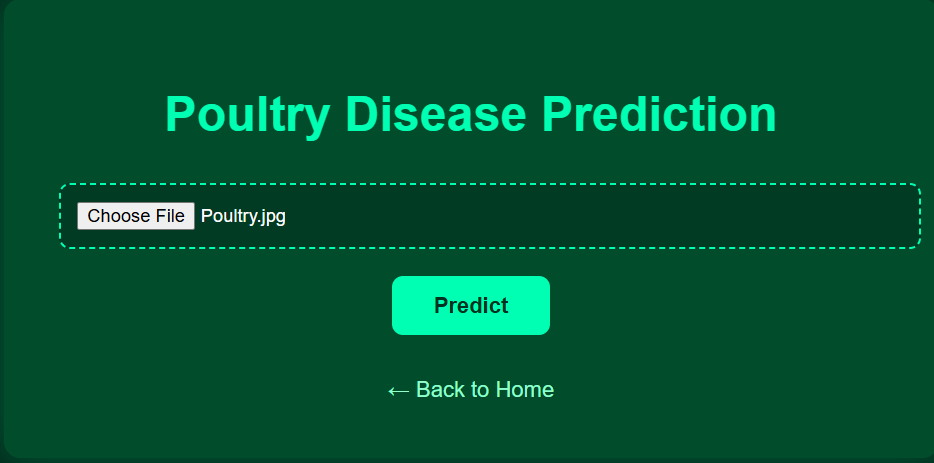 Poultry Disease Prediction
Choose File Poultry.jpg
Predict
← Back to Home